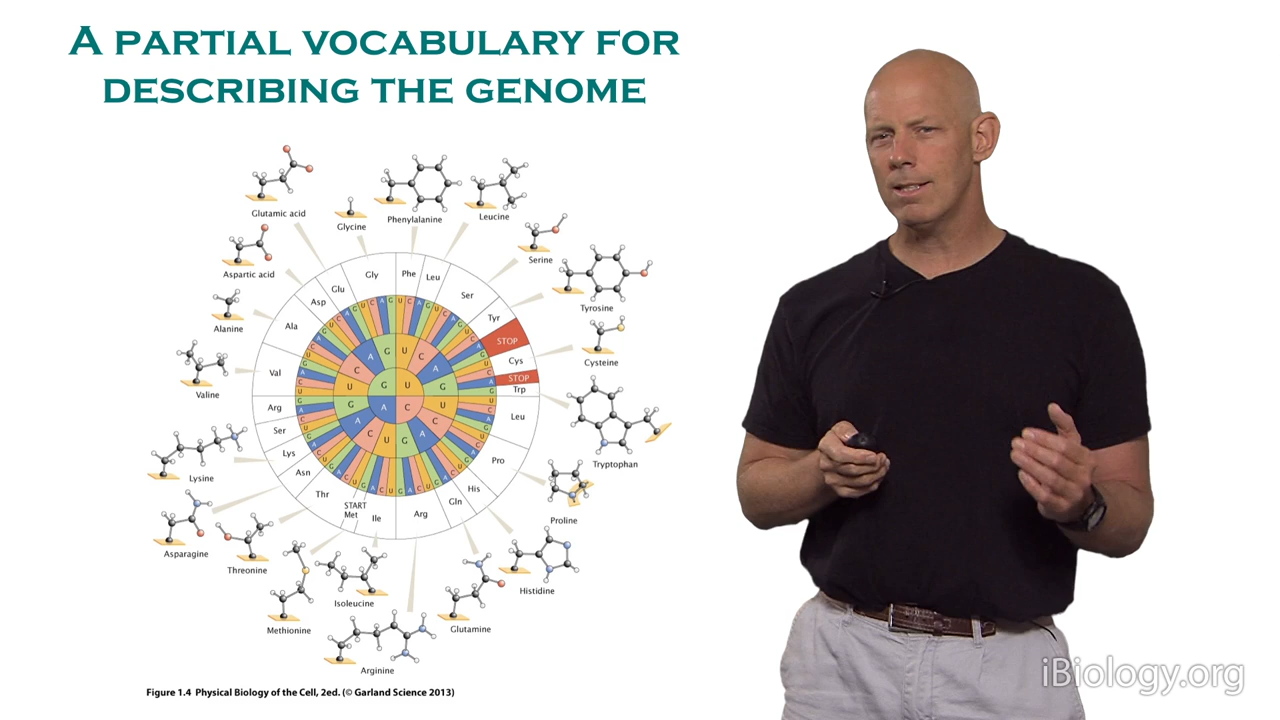 A PARTIAL VOCABULARY FOR
DESCRIBING THE GENOME
Glutamic acid
Glycine
Phenylalanine
Leucine
Serine
Tyrosine
Cysteine
Tryptophan
Proline
Histidine
Glutamine
Arginine
Isoleucine
Methionine
Threonine
Asparagine
Lysine
Valine
Alanine
Aspartic acid
Gly
Phe
Leu
Ser
Tyr
STOP
Cys
STOP
Trp
Leu
Pro
His
Gln
Arg
Ile
START
Met
Thr
Asn
Lys
Ser
Arg
Val
Ala
Asp
Glu
G U
A C
A G U C
C A
U G
G U
A C
C U G A
Figure 1.4 Physical Biology of the Cell, 2ed. (© Garland Science 2013)
iBiology.org